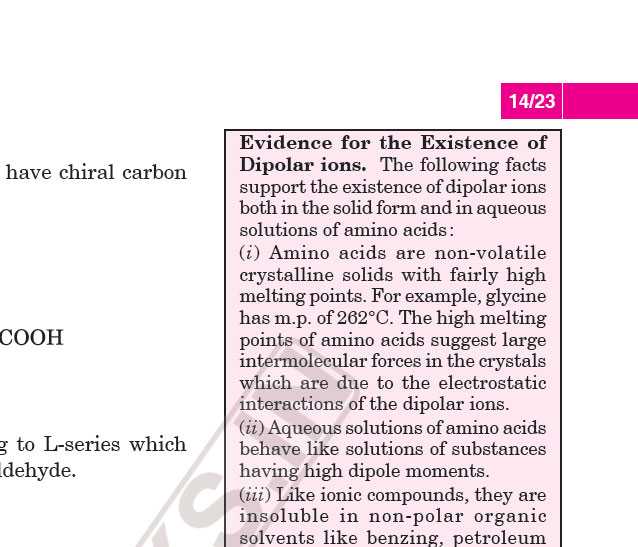 14/23
have chiral carbon
COOH
g to L-series which
ldehyde.
Evidence for the Existence of
Dipolar ions. The following facts
support the existence of dipolar ions
both in the solid form and in aqueous
solutions of amino acids:
(i) Amino acids are non-volatile
crystalline solids with fairly high
melting points. For example, glycine
has m.p. of 262°C. The high melting
points of amino acids suggest large
intermolecular forces in the crystals
which are due to the electrostatic
interactions of the dipolar ions.
(ii) Aqueous solutions of amino acids
behave like solutions of substances
having high dipole moments.
(iii) Like ionic compounds, they are
insoluble in non-polar organic
solvents like benzing, petroleum
KS.IN